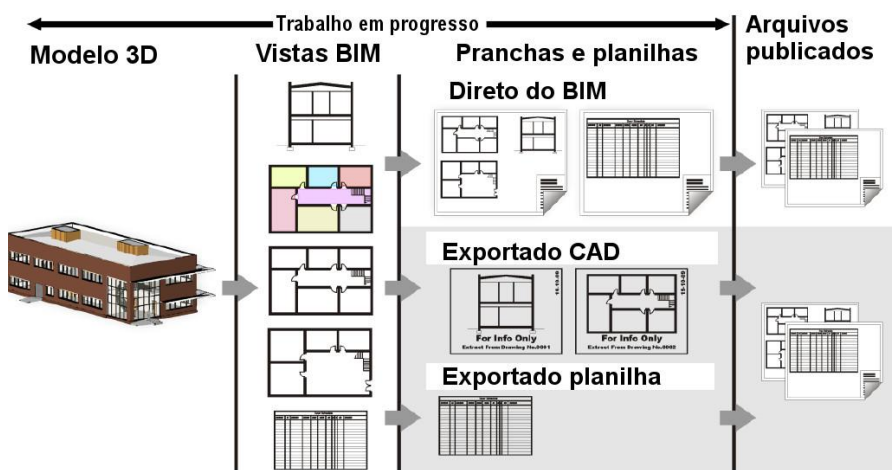 Trabalho em progresso
Modelo 3D
Vistas BIM
Pranchas e planilhas
Arquivos
publicados
Direto do BIM
Exportado CAD
For Info Only
Extract From Drawing No.0001
For Info Only
Extract From Drawing No.0002
Exportado planilha